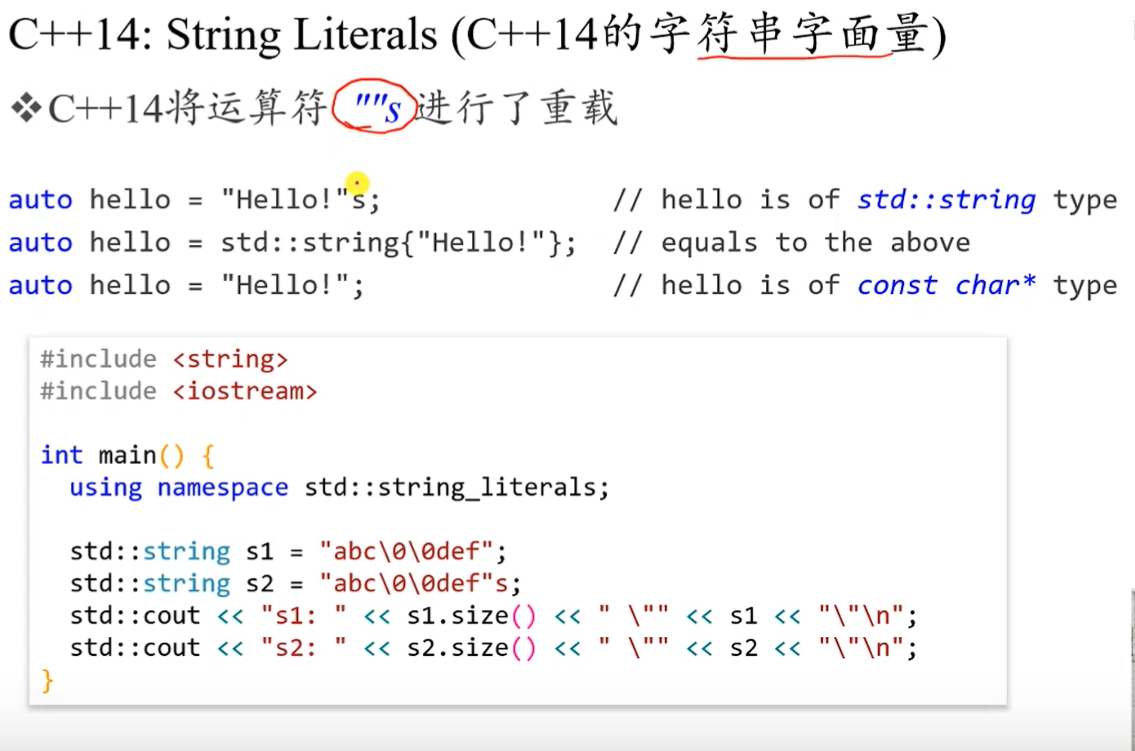 C++14: String Literals (C++14的字符串字面量)
❖C++14将运算符 ""s进行了重载
auto hello = "Hello!"s; // hello is of std::string type
auto hello = std::string{"Hello!"}; // equals to the above
auto hello = "Hello!"; // hello is of const char* type
#include <string>
#include <iostream>
int main() {
using namespace std::string_literals;
std::string s1 = "abc\0\0def";
std::string s2 = "abc\0\0def"s;
std::cout << "s1: " << s1.size() << " \"" << s1 << "\"\n";
std::cout << "s2: " << s2.size() << " \"" << s2 << "\"\n";
}